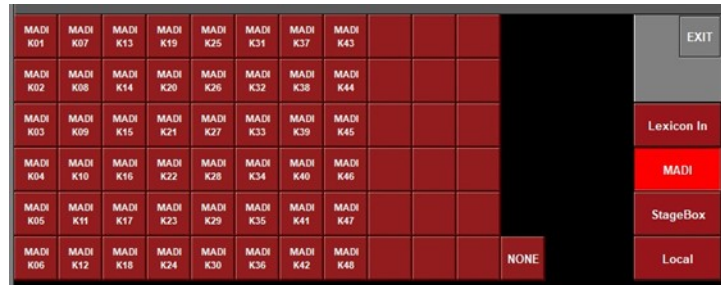 MADI MADI MADI MADI MADI MADI MADI MADI
K01 K07 K13 K19 K25 K31 K37 K43
EXIT
MADI MADI MADI MADI MADI MADI MADI MADI
K02 K08 K14 K20 K26 K32 K38 K44
MADI MADI MADI MADI MADI MADI MADI MADI
K03 K09 K15 K21 K27 K33 K39 K45
Lexicon In
MADI MADI MADI MADI MADI MADI MADI MADI
K04 K10 K16 K22 K28 K34 K40 K46
MADI
MADI MADI MADI MADI MADI MADI MADI MADI
K05 K11 K17 K23 K29 K35 K41 K47
StageBox
MADI MADI MADI MADI MADI MADI MADI MADI
K06 K12 K18 K24 K30 K36 K42 K48
NONE
Local